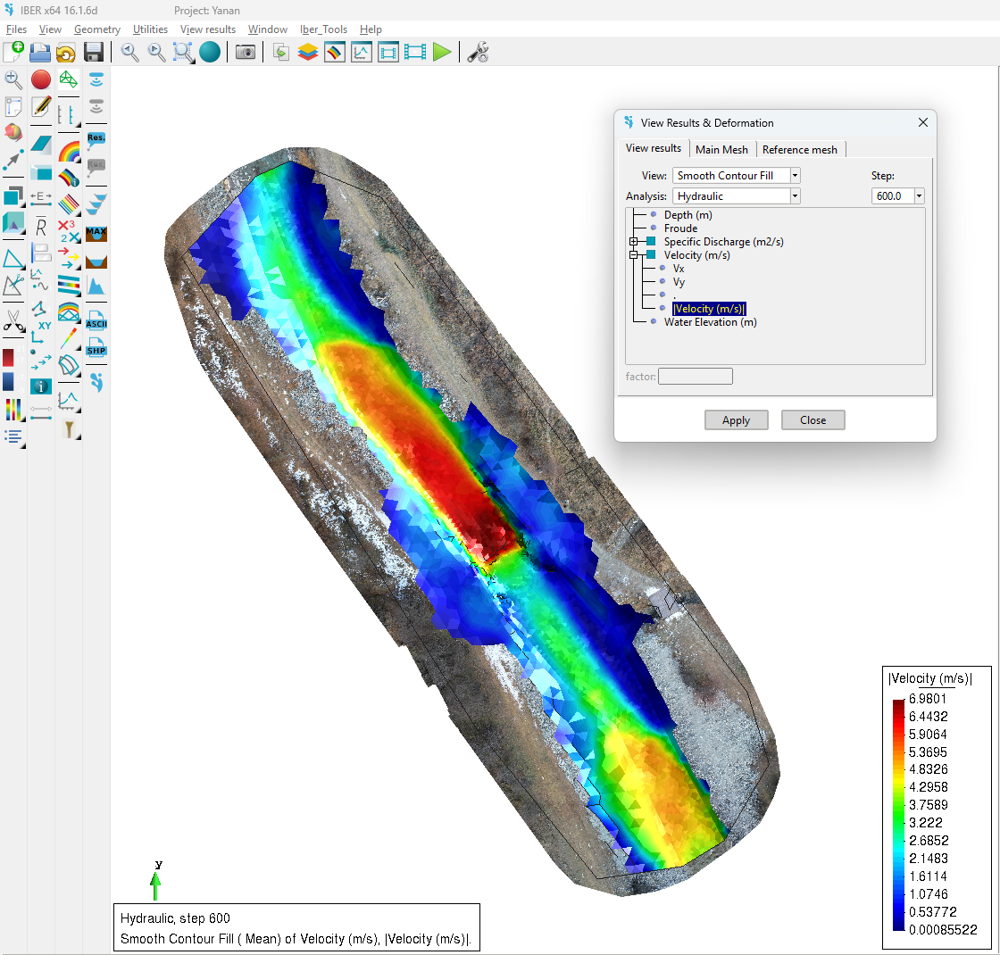 IBER x64 16.1.6d Project: Yanan
Files View Geometry Utilities View results Window Iber_Tools Help
View Results & Deformation
View results Main Mesh Reference mesh
View: Smooth Contour Fill Step:
Analysis: Hydraulic 600.0
Depth (m)
Froude
Specific Discharge (m2/s)
Velocity (m/s)
Vx
Vy
.
|Velocity (m/s)|
Water Elevation (m)
factor:
Apply Close
Res.
Res.
E
R
×3
2×
MAX
XY
ASCII
SHP
i
|Velocity (m/s)|
6.9801
6.4432
5.9064
5.3695
4.8326
4.2958
3.7589
3.222
2.6852
2.1483
1.6114
1.0746
0.53772
0.00085522
y
Hydraulic, step 600
Smooth Contour Fill ( Mean) of Velocity (m/s), |Velocity (m/s)|.